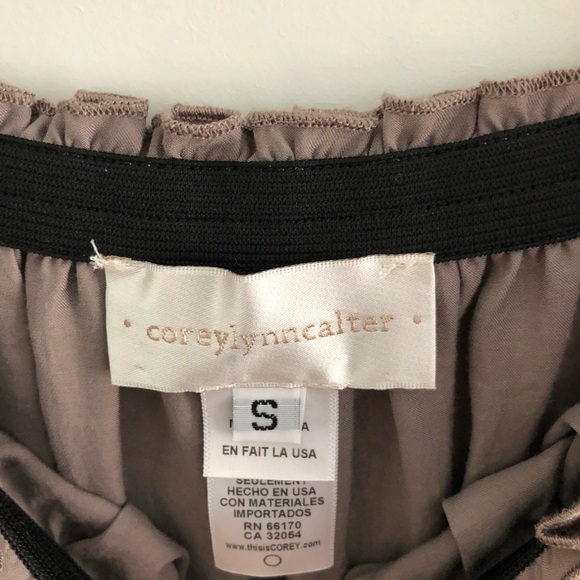 • coreylynncalter •
S
A
EN FAIT LA USA
SEULEMENT
HECHO EN USA
CON MATERIALES
IMPORTADOS
RN 66170
CA 32054
www.thisisCOREY.com